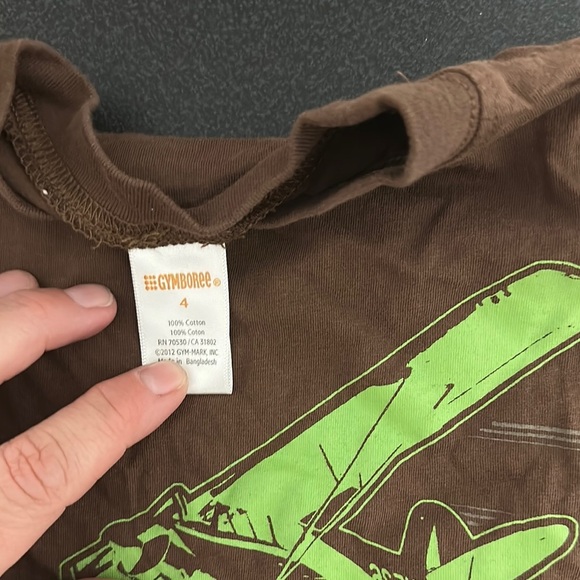 GYMBOREE®
4
100% Cotton
100% Coton
RN 70530/CA 31802
©2012 GYM-MARK, INC
Made in Bangladesh